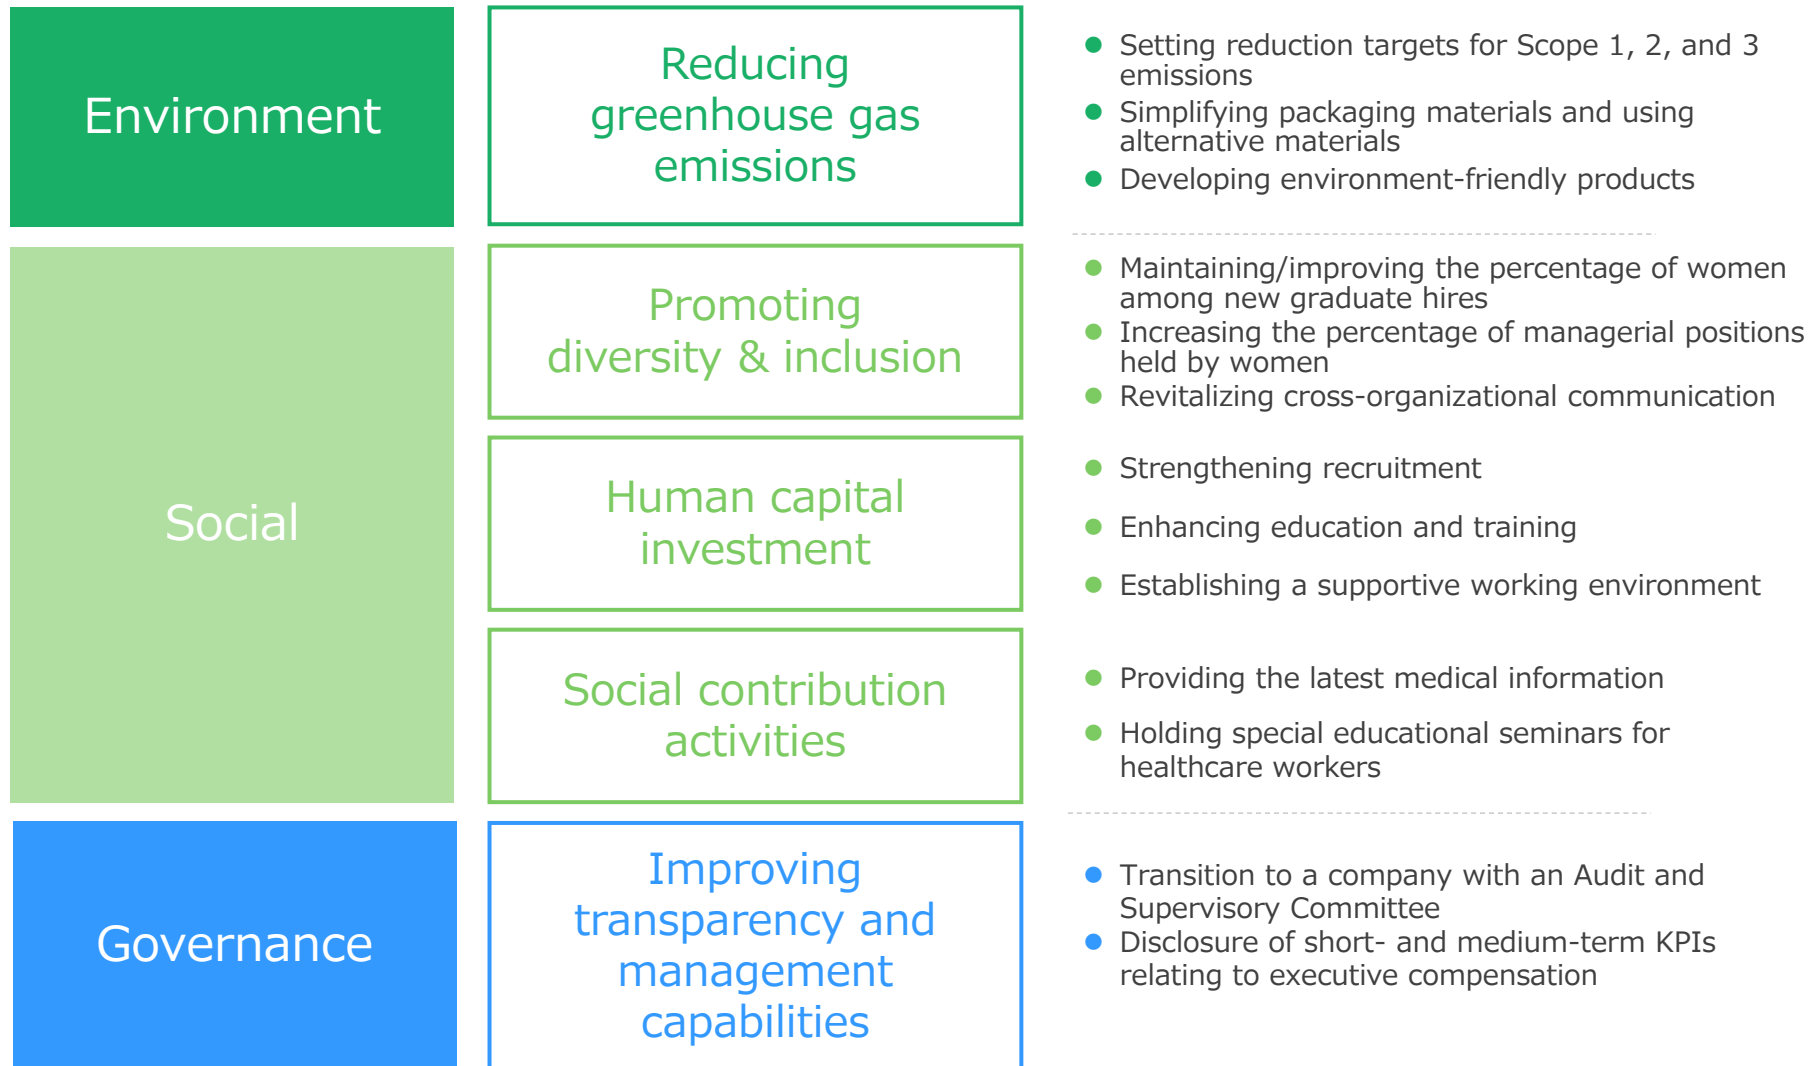 Environment
Reducing
greenhouse gas
emissions
● Setting reduction targets for Scope 1, 2, and 3
emissions
● Simplifying packaging materials and using
alternative materials
● Developing environment-friendly products
Social
Promoting
diversity & inclusion
● Maintaining/improving the percentage of women
among new graduate hires
● Increasing the percentage of managerial positions
held by women
● Revitalizing cross-organizational communication
Human capital
investment
● Strengthening recruitment
● Enhancing education and training
● Establishing a supportive working environment
Social contribution
activities
● Providing the latest medical information
● Holding special educational seminars for
healthcare workers
Governance
Improving
transparency and
management
capabilities
● Transition to a company with an Audit and
Supervisory Committee
● Disclosure of short- and medium-term KPIs
relating to executive compensation